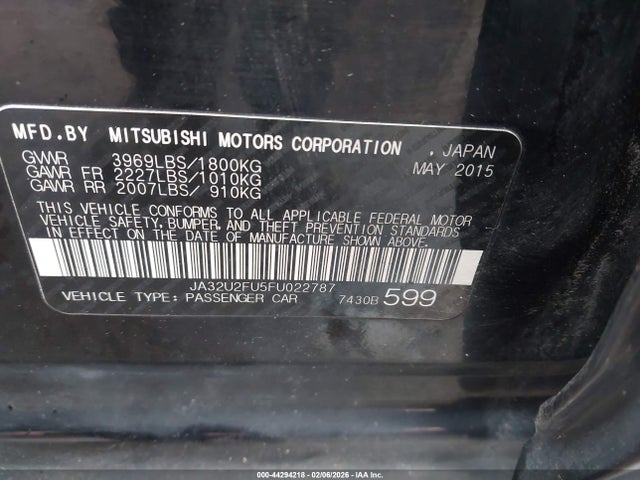 MFD.BY MITSUBISHI MOTORS CORPORATION . JAPAN
GVWR 3969LBS/1800KG MAY 2015
GAWR FR 2227LBS/1010KG
GAWR RR 2007LBS/ 910KG
THIS VEHICLE CONFORMS TO ALL APPLICABLE FEDERAL MOTOR
VEHICLE SAFETY, BUMPER, AND THEFT PREVENTION STANDARDS
IN EFFECT ON THE DATE OF MANUFACTURE SHOWN ABOVE.
JA32U2FU5FU022787
VEHICLE TYPE: PASSENGER CAR 7430B 599
000-44294218 - 02/06/2026 - IAA Inc.